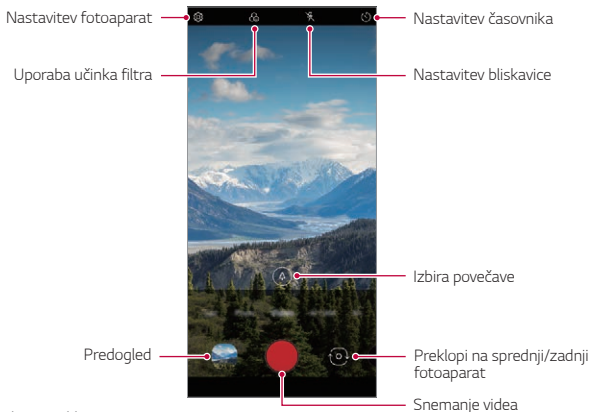 Nastavitev fotoaparat
Nastavitev časovnika
Uporaba učinka filtra
Nastavitev bliskavice
Izbira povečave
Predogled
Preklopi na sprednji/zadnji
fotoaparat
Snemanje videa